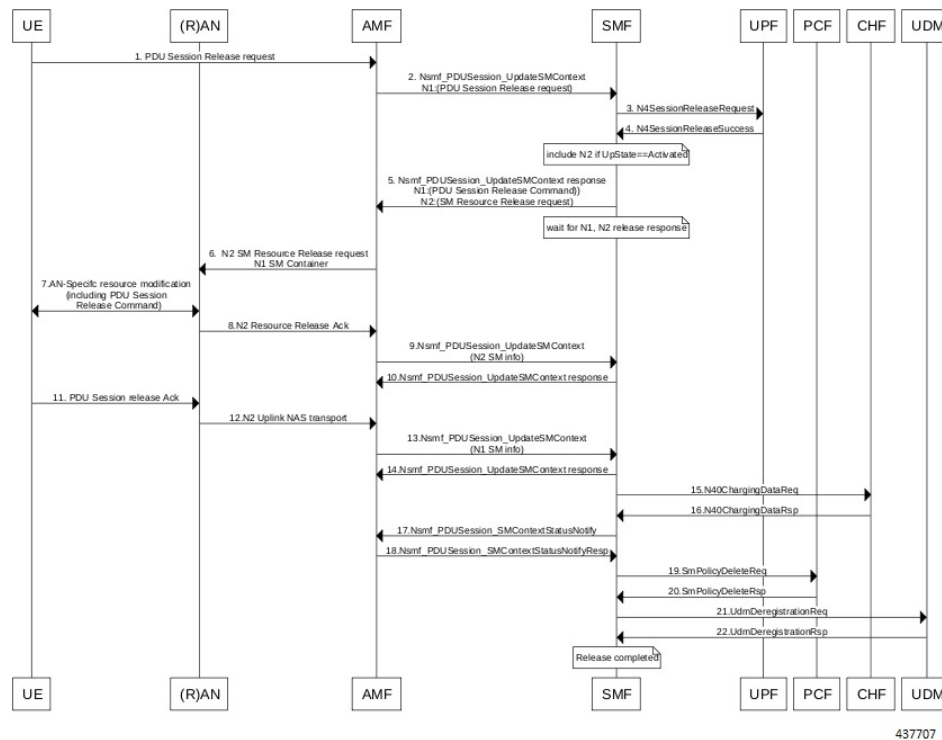 UE (R)AN AMF SMF UPF PCF CHF UDM
1. PDU Session Release request
2. Nsmf_PDUSession_UpdateSMContext
N1:(PDU Session Release request)
3. N4SessionReleaseRequest
4. N4SessionReleaseSuccess
include N2 if UpState==Activated
5. Nsmf_PDUSession_UpdateSMContext response
N1:(PDU Session Release Command))
N2:(SM Resource Release request)
wait for N1, N2 release response
6. N2 SM Resource Release request
N1 SM Container
7.AN-Specifc resource modification
(including PDU Session
Release Command)
8.N2 Resource Release Ack
9.Nsmf_PDUSession_UpdateSMContext
(N2 SM info)
10.Nsmf_PDUSession_UpdateSMContext response
11. PDU Session release Ack
12.N2 Uplink NAS transport
13.Nsmf_PDUSession_UpdateSMContext
(N1 SM info)
14.Nsmf_PDUSession_UpdateSMContext response
15.N40ChargingDataReq
16.N40ChargingDataRsp
17.Nsmf_PDUSession_SMContextStatusNotify
18.Nsmf_PDUSession_SMContextStatusNotifyResp
19.SmPolicyDeleteReq
20.SmPolicyDeleteRsp
21.UdmDeregistrationReq
22.UdmDeregistrationRsp
Release completed
UE (R)AN AMF SMF UPF PCF CHF UDM
437707